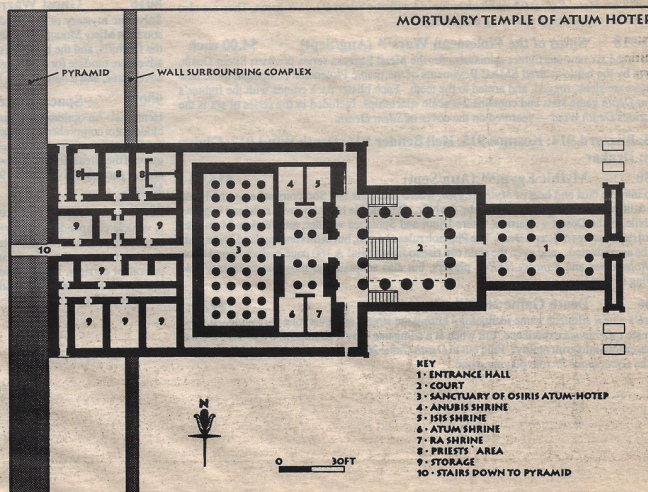 MORTUARY TEMPLE OF ATUM HOTEP
PYRAMID
WALL SURROUNDING COMPLEX
8 8 8
4 5
9 9
10 3 2 1
9
6 7
9 9 9
N
0 30FT
KEY
1 · ENTRANCE HALL
2 · COURT
3 · SANCTUARY OF OSIRIS ATUM-HOTEP
4 · ANUBIS SHRINE
5 · ISIS SHRINE
6 · ATUM SHRINE
7 · RA SHRINE
8 · PRIESTS` AREA
9 · STORAGE
10 · STAIRS DOWN TO PYRAMID